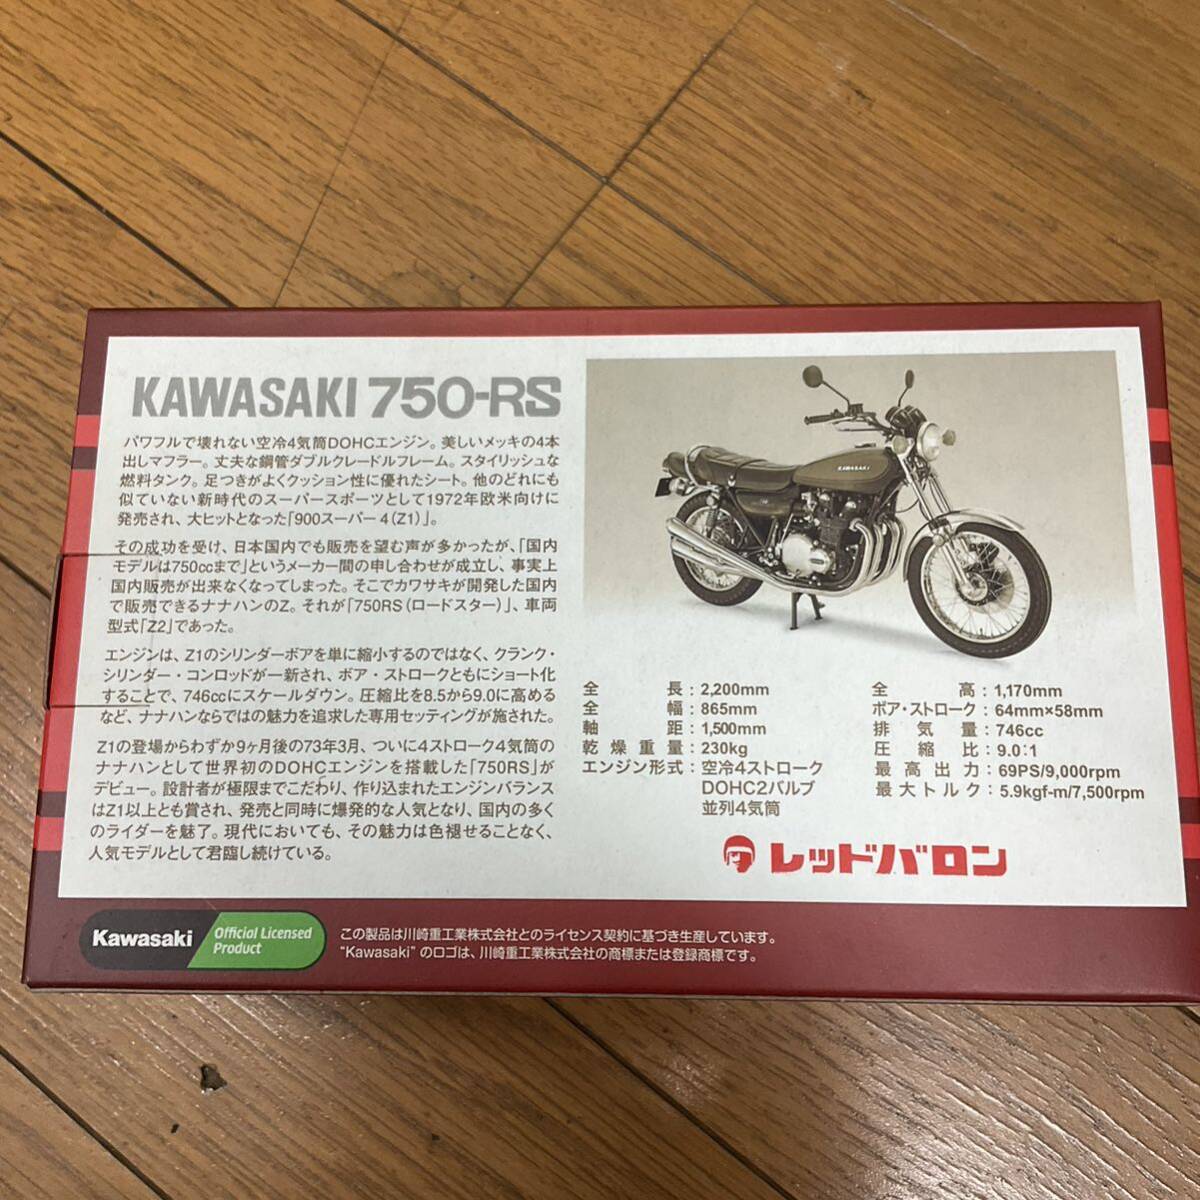 KAWASAKI 750-RS
パワフルで壊れない空冷4気筒DOHCエンジン。美しいメッキの4本
出しマフラー。丈夫な鋼管ダブルクレードルフレーム。スタイリッシュな
燃料タンク。足つきがよくクッション性に優れたシート。他のどれにも
似ていない新時代のスーパースポーツとして1972年欧米向けに
発売され、大ヒットとなった「900スーパー4(Z1)」。
その成功を受け、日本国内でも販売を望む声が多かったが、「国内
モデルは750ccまで」というメーカー間の申し合わせが成立し、事実上
国内販売が出来なくなってしまった。そこでカワサキが開発した国内
で販売できるナナハンのZ。それが「750RS(ロードスター)」、車両
型式「Z2」であった。
エンジンは、Z1のシリンダーボアを単に縮小するのではなく、クランク・
シリンダー・コンロッドが一新され、ボア・ストロークともにショート化
することで、746ccにスケールダウン。圧縮比を8.5から9.0に高める
など、ナナハンならではの魅力を追求した専用セッティングが施された。
Z1の登場からわずか9ヶ月後の73年3月、ついに4ストローク4気筒の
ナナハンとして世界初のDOHCエンジンを搭載した「750RS」が
デビュー。設計者が極限までこだわり、作り込まれたエンジンバランス
はZ1以上とも賞され、発売と同時に爆発的な人気となり、国内の多く
のライダーを魅了。現代においても、その魅力は色褪せることなく、
人気モデルとして君臨し続けている。
KAWASAKI
全長：2,200mm
全幅：865mm
軸距：1,500mm
乾燥重量：230kg
エンジン形式：空冷4ストローク
DOHC2バルブ
並列4気筒
全高：1,170mm
ボア・ストローク：64mm×58mm
排気量：746cc
圧縮比：9.0:1
最高出力：69PS/9,000rpm
最大トルク：5.9kgf-m/7,500rpm
レッドバロン
Kawasaki
Official Licensed
Product
この製品は川崎重工業株式会社とのライセンス契約に基づき生産しています。
“Kawasaki”のロゴは、川崎重工業株式会社の商標または登録商標です。